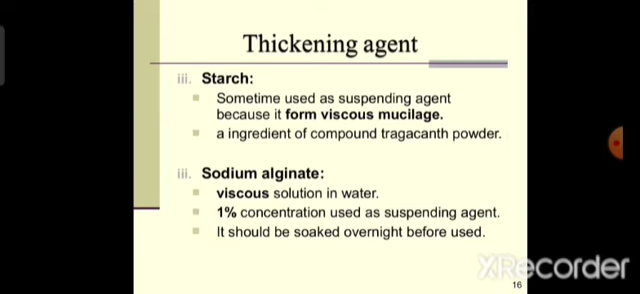 Thickening agent
iii. Starch:
Sometime used as suspending agent
because it form viscous mucilage.
a ingredient of compound tragacanth powder.
iii. Sodium alginate:
viscous solution in water.
1% concentration used as suspending agent.
It should be soaked overnight before used.
XRecorder
16